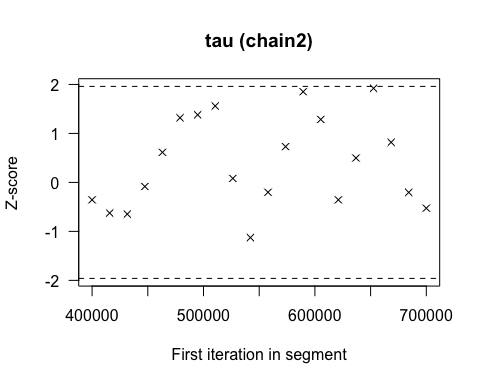 tau (chain2)
Z-score
2
1
0
-1
-2
400000 500000 600000 700000
First iteration in segment